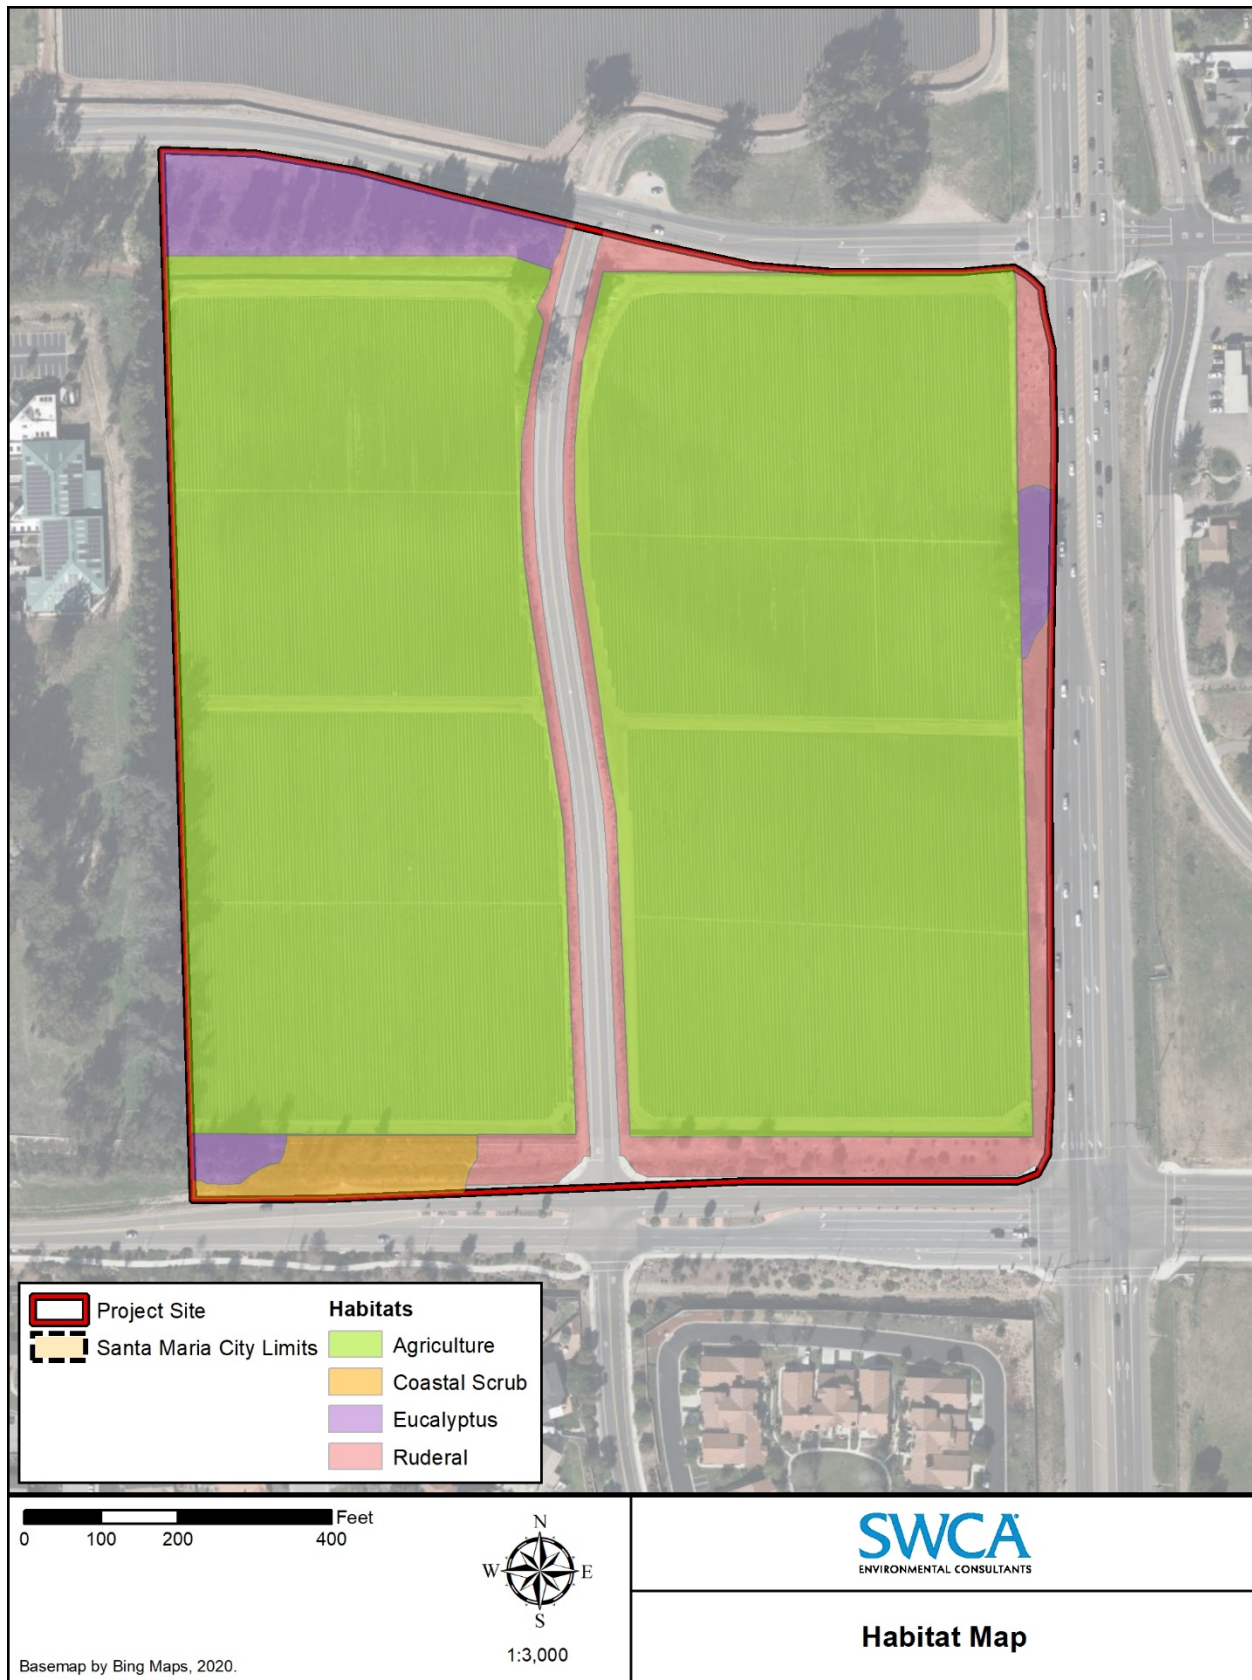 Project Site
Santa Maria City Limits
Habitats
Agriculture
Coastal Scrub
Eucalyptus
Ruderal
Feet
0 100 200 400
N
W E
S
1:3,000
Basemap by Bing Maps, 2020.
SWCA
ENVIRONMENTAL CONSULTANTS
Habitat Map